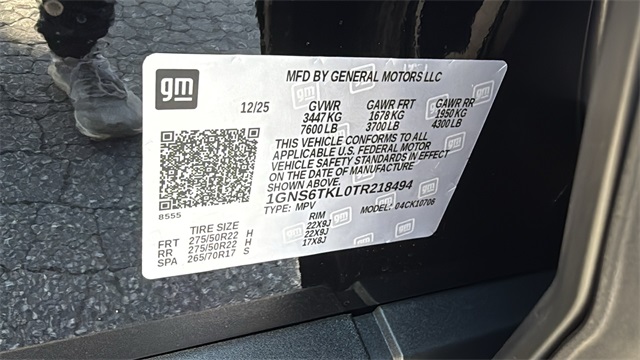 gm
MFD BY GENERAL MOTORS LLC
12/25 GVWR GAWR FRT GAWR RR
3447 KG 1678 KG 1950 KG
7600 LB 3700 LB 4300 LB
THIS VEHICLE CONFORMS TO ALL
APPLICABLE U.S. FEDERAL MOTOR
VEHICLE SAFETY STANDARDS IN EFFECT
ON THE DATE OF MANUFACTURE
SHOWN ABOVE.
1GNS6TKL0TR218494
TYPE: MPV MODEL: 04CK10706
8555
TIRE SIZE RIM
FRT 275/50R22 H 22X9J
RR 275/50R22 H 22X9J
SPA 265/70R17 S 17X8J